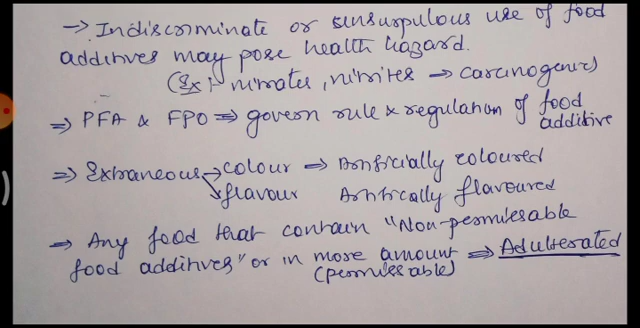 → Indiscriminate or sunsurpulous use of food
additives may pose health hazard.
(Ex)- nitrates, nitrites → carcinogenic)
⇒ PFA & FPO ⇒ govern rule & regulation of food
additive
⇒ Extraneous → colour ⇒ Artificially coloured
↘ flavour Artifically flavoured
⇒ Any food that contain "Non-permissable
food additives" or in more amount ⇒ Adulterated
(permissable)